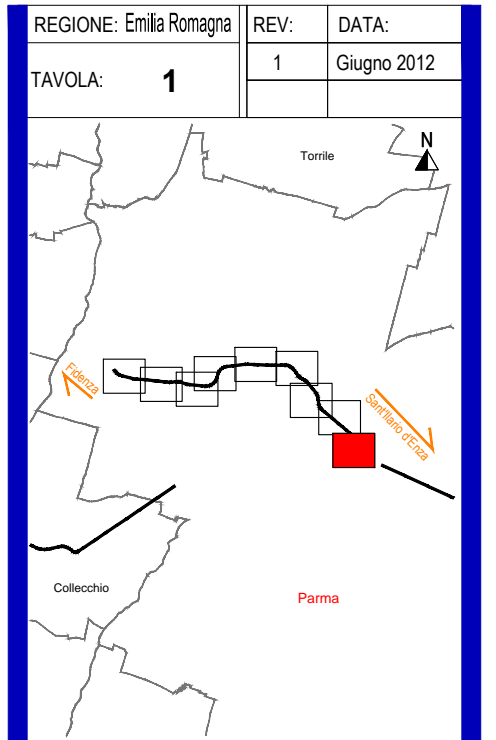 REGIONE: Emilia Romagna
REV:
DATA:
TAVOLA: 1
1
Giugno 2012
N
Torrile
Fidenza
Sant'Ilario d'Enza
Collecchio
Parma